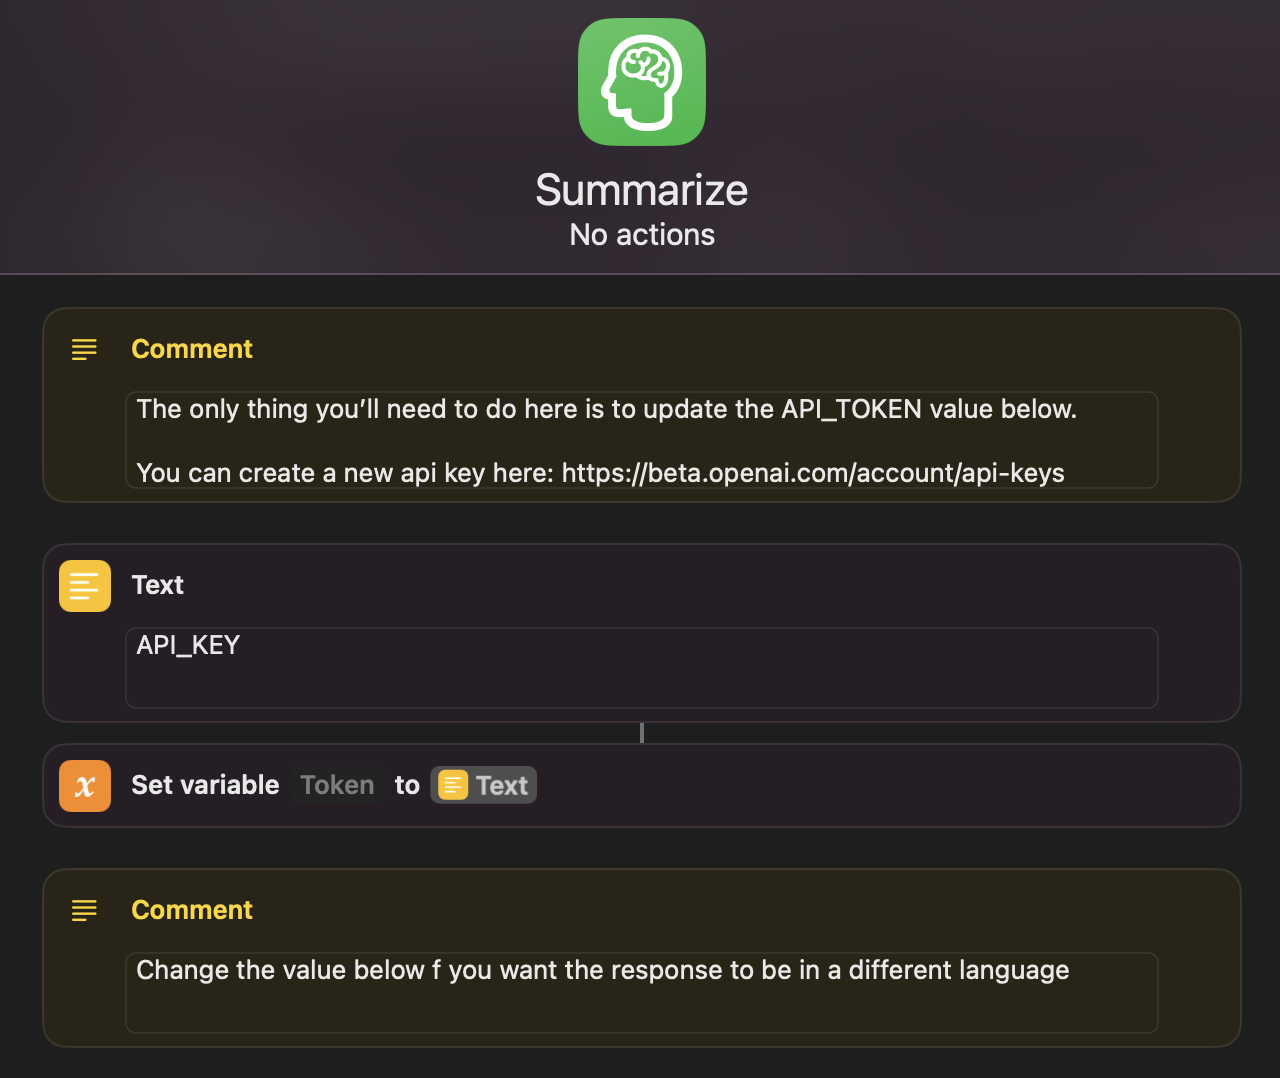 Summarize
No actions
Comment
The only thing you’ll need to do here is to update the API_TOKEN value below.
You can create a new api key here: https://beta.openai.com/account/api-keys
Text
API_KEY
Set variable Token to Text
Comment
Change the value below f you want the response to be in a different language